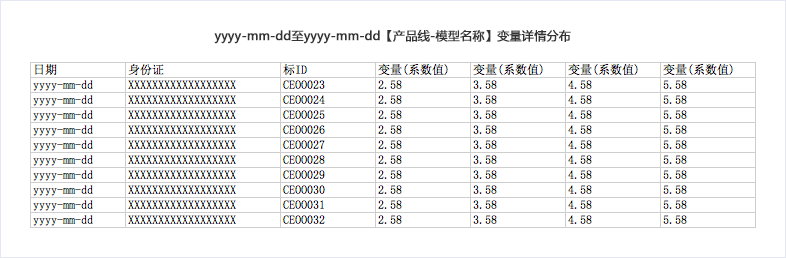 yyyy-mm-dd至yyyy-mm-dd【产品线-模型名称】变量详情分布
日期 身份证 标ID 变量(系数值) 变量(系数值) 变量(系数值) 变量(系数值)
yyyy-mm-dd XXXXXXXXXXXXXXXXXX CE00023 2.58 3.58 4.58 5.58
yyyy-mm-dd XXXXXXXXXXXXXXXXXX CE00024 2.58 3.58 4.58 5.58
yyyy-mm-dd XXXXXXXXXXXXXXXXXX CE00025 2.58 3.58 4.58 5.58
yyyy-mm-dd XXXXXXXXXXXXXXXXXX CE00026 2.58 3.58 4.58 5.58
yyyy-mm-dd XXXXXXXXXXXXXXXXXX CE00027 2.58 3.58 4.58 5.58
yyyy-mm-dd XXXXXXXXXXXXXXXXXX CE00028 2.58 3.58 4.58 5.58
yyyy-mm-dd XXXXXXXXXXXXXXXXXX CE00029 2.58 3.58 4.58 5.58
yyyy-mm-dd XXXXXXXXXXXXXXXXXX CE00030 2.58 3.58 4.58 5.58
yyyy-mm-dd XXXXXXXXXXXXXXXXXX CE00031 2.58 3.58 4.58 5.58
yyyy-mm-dd XXXXXXXXXXXXXXXXXX CE00032 2.58 3.58 4.58 5.58